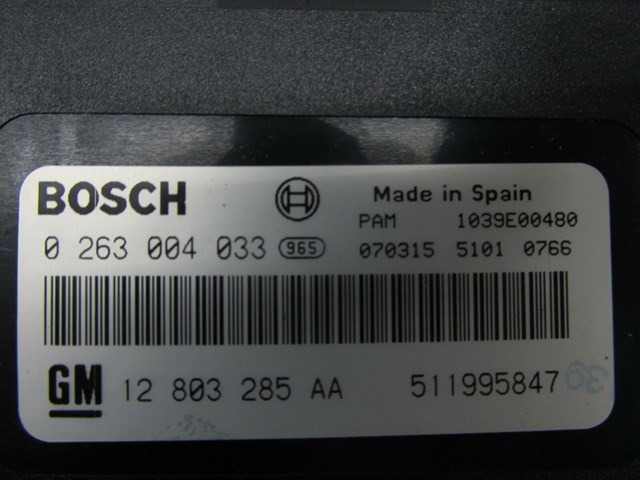 BOSCH Made in Spain
PAM 1039E00480
0 263 004 033 965 070315 5101 0766
GM 12 803 285 AA 511995847
39